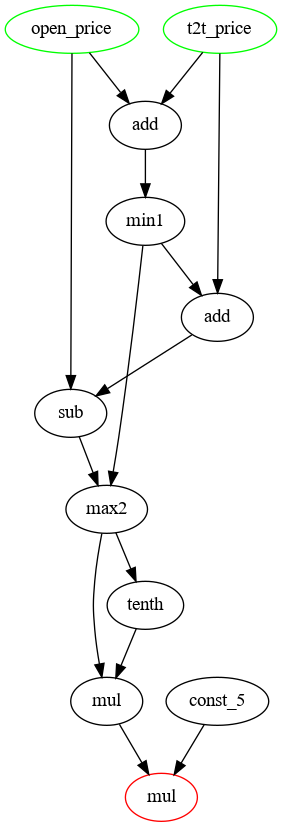 open_price
t2t_price
add
min1
add
sub
max2
tenth
mul
const_5
mul